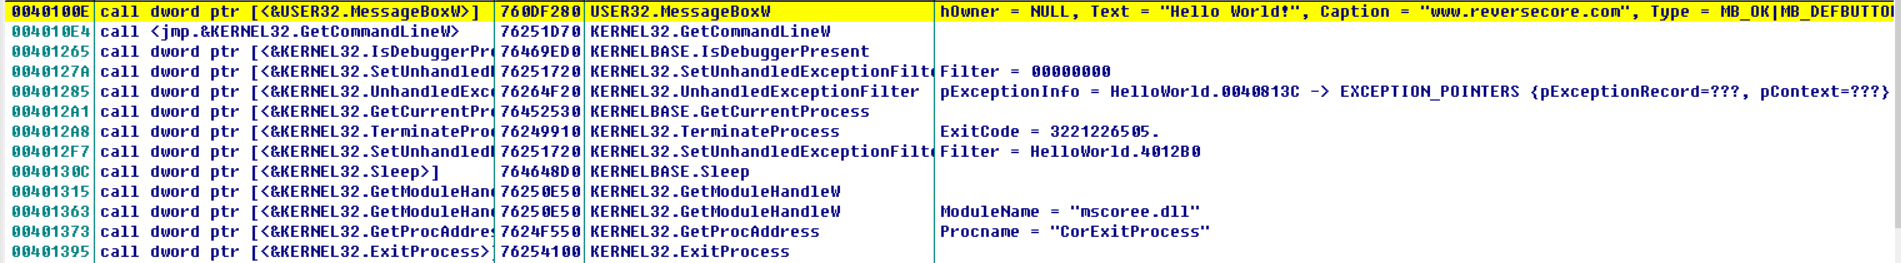 0040100E call dword ptr [<&USER32.MessageBoxW>] 760DF280 USER32.MessageBoxW hOwner = NULL, Text = "Hello World!", Caption = "www.reversecore.com", Type = MB_OK|MB_DEFBUTTO
004010E4 call <jmp.&KERNEL32.GetCommandLineW> 76251D70 KERNEL32.GetCommandLineW
00401265 call dword ptr [<&KERNEL32.IsDebuggerPre 76469ED0 KERNELBASE.IsDebuggerPresent
0040127A call dword ptr [<&KERNEL32.SetUnhandledE 76251720 KERNEL32.SetUnhandledExceptionFilte Filter = 00000000
00401285 call dword ptr [<&KERNEL32.UnhandledExce 76264F20 KERNEL32.UnhandledExceptionFilter pExceptionInfo = HelloWorld.0040813C -> EXCEPTION_POINTERS {pExceptionRecord=???, pContext=???}
004012A1 call dword ptr [<&KERNEL32.GetCurrentPr 76452530 KERNELBASE.GetCurrentProcess
004012A8 call dword ptr [<&KERNEL32.TerminateProc 76249910 KERNEL32.TerminateProcess ExitCode = 3221226505.
004012F7 call dword ptr [<&KERNEL32.SetUnhandledE 76251720 KERNEL32.SetUnhandledExceptionFilte Filter = HelloWorld.4012B0
0040130C call dword ptr [<&KERNEL32.Sleep>] 764648D0 KERNELBASE.Sleep
00401315 call dword ptr [<&KERNEL32.GetModuleHand 76250E50 KERNEL32.GetModuleHandleW
00401363 call dword ptr [<&KERNEL32.GetModuleHand 76250E50 KERNEL32.GetModuleHandleW ModuleName = "mscoree.dll"
00401373 call dword ptr [<&KERNEL32.GetProcAddres 7624F550 KERNEL32.GetProcAddress Procname = "CorExitProcess"
00401395 call dword ptr [<&KERNEL32.ExitProcess>] 76254100 KERNEL32.ExitProcess